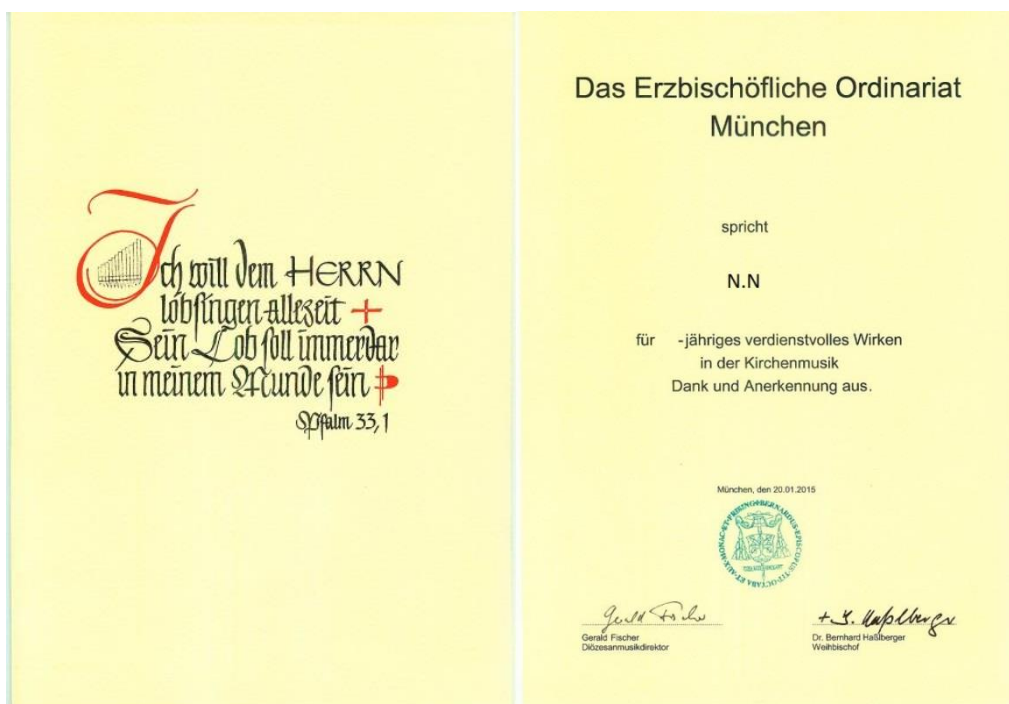 Ich will dem HERRN
lobsingen allezeit
Sein Lob soll immerdar
in meinem Munde sein
Psalm 33,1
Das Erzbischöfliche Ordinariat
München
spricht
N.N
für -jähriges verdienstvolles Wirken
in der Kirchenmusik
Dank und Anerkennung aus.
München, den 20.01.2015
Gerald Fischer
Diözesanmusikdirektor
Dr. Bernhard Haßlberger
Weihbischof